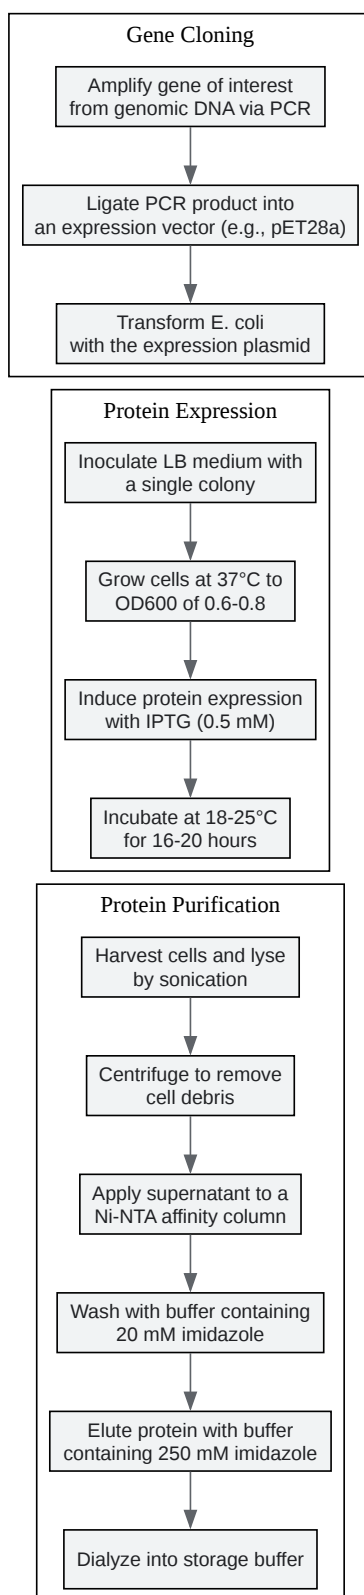 Gene Cloning
Amplify gene of interest
from genomic DNA via PCR
Ligate PCR product into
an expression vector (e.g., pET28a)
Transform E. coli
with the expression plasmid
Protein Expression
Inoculate LB medium with
a single colony
Grow cells at 37°C to
OD600 of 0.6-0.8
Induce protein expression
with IPTG (0.5 mM)
Incubate at 18-25°C
for 16-20 hours
Protein Purification
Harvest cells and lyse
by sonication
Centrifuge to remove
cell debris
Apply supernatant to a
Ni-NTA affinity column
Wash with buffer containing
20 mM imidazole
Elute protein with buffer
containing 250 mM imidazole
Dialyze into storage buffer